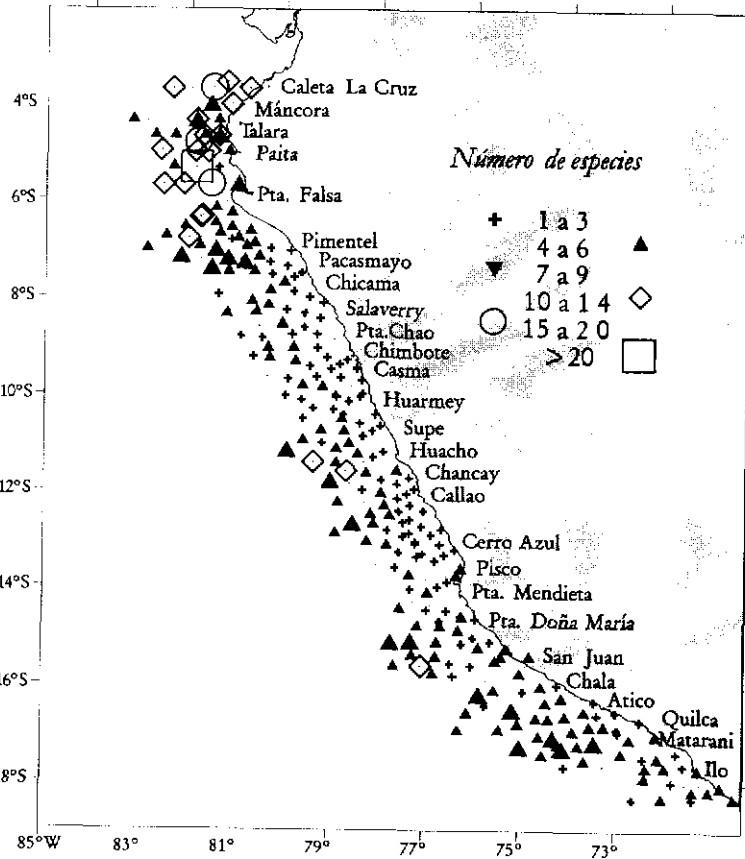 Caleta La Cruz
4°S
Máncora
Talara
Paita
Número de especies
6°S
Pta. Falsa
1 a 3
4 a 6
7 a 9
10 a 14
15 a 20
> 20
Pimentel
Pacasmayo
Chicama
8°S
Salaverry
Pta.Chao
Chimbote
Casma
10°S
Huarmey
Supe
Huacho
Chancay
12°S
Callao
Cerro Azul
Pisco
14°S
Pta. Mendieta
Pta. Doña María
San Juan
16°S
Chala
Atico
Quilca
Matarani
Ilo
8°S
85°W
83°
81°
79°
77°
75°
73°